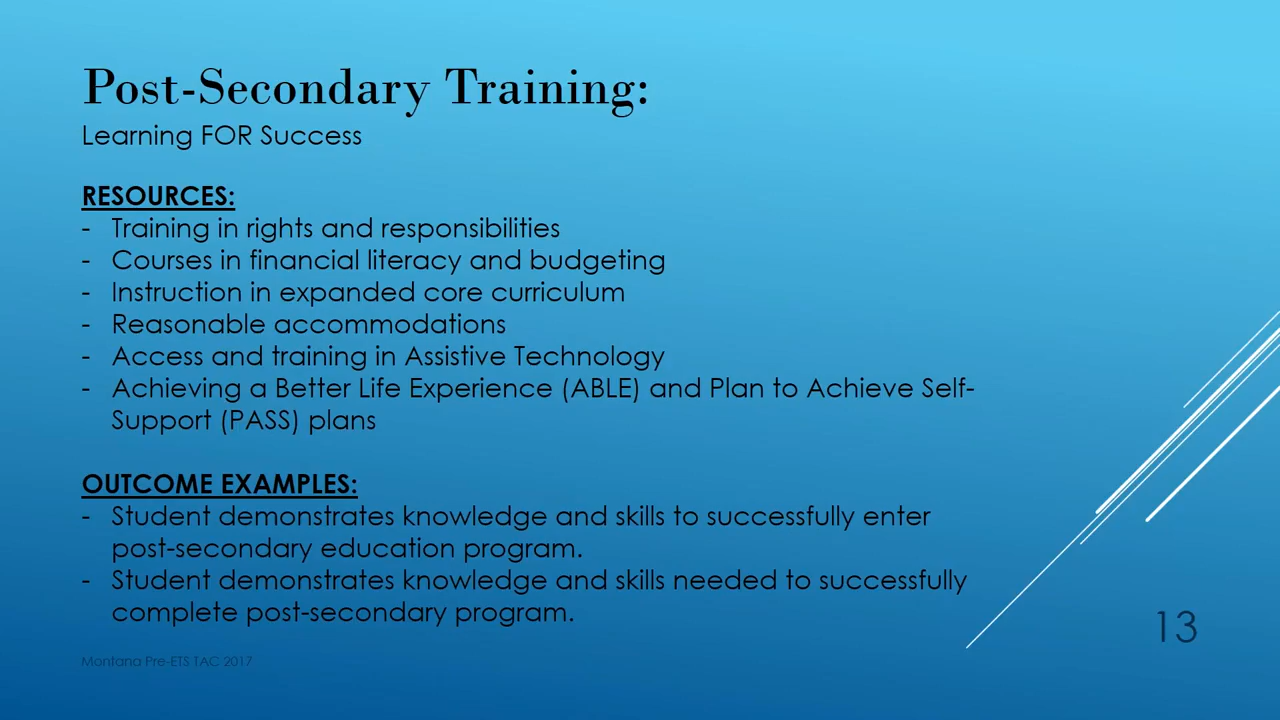 Post-Secondary Training:
Learning FOR Success
RESOURCES:
- Training in rights and responsibilities
- Courses in financial literacy and budgeting
- Instruction in expanded core curriculum
- Reasonable accommodations
- Access and training in Assistive Technology
- Achieving a Better Life Experience (ABLE) and Plan to Achieve Self-
Support (PASS) plans
OUTCOME EXAMPLES:
- Student demonstrates knowledge and skills to successfully enter
post-secondary education program.
- Student demonstrates knowledge and skills needed to successfully
complete post-secondary program.
13
Montana Pre-ETS TAC 2017